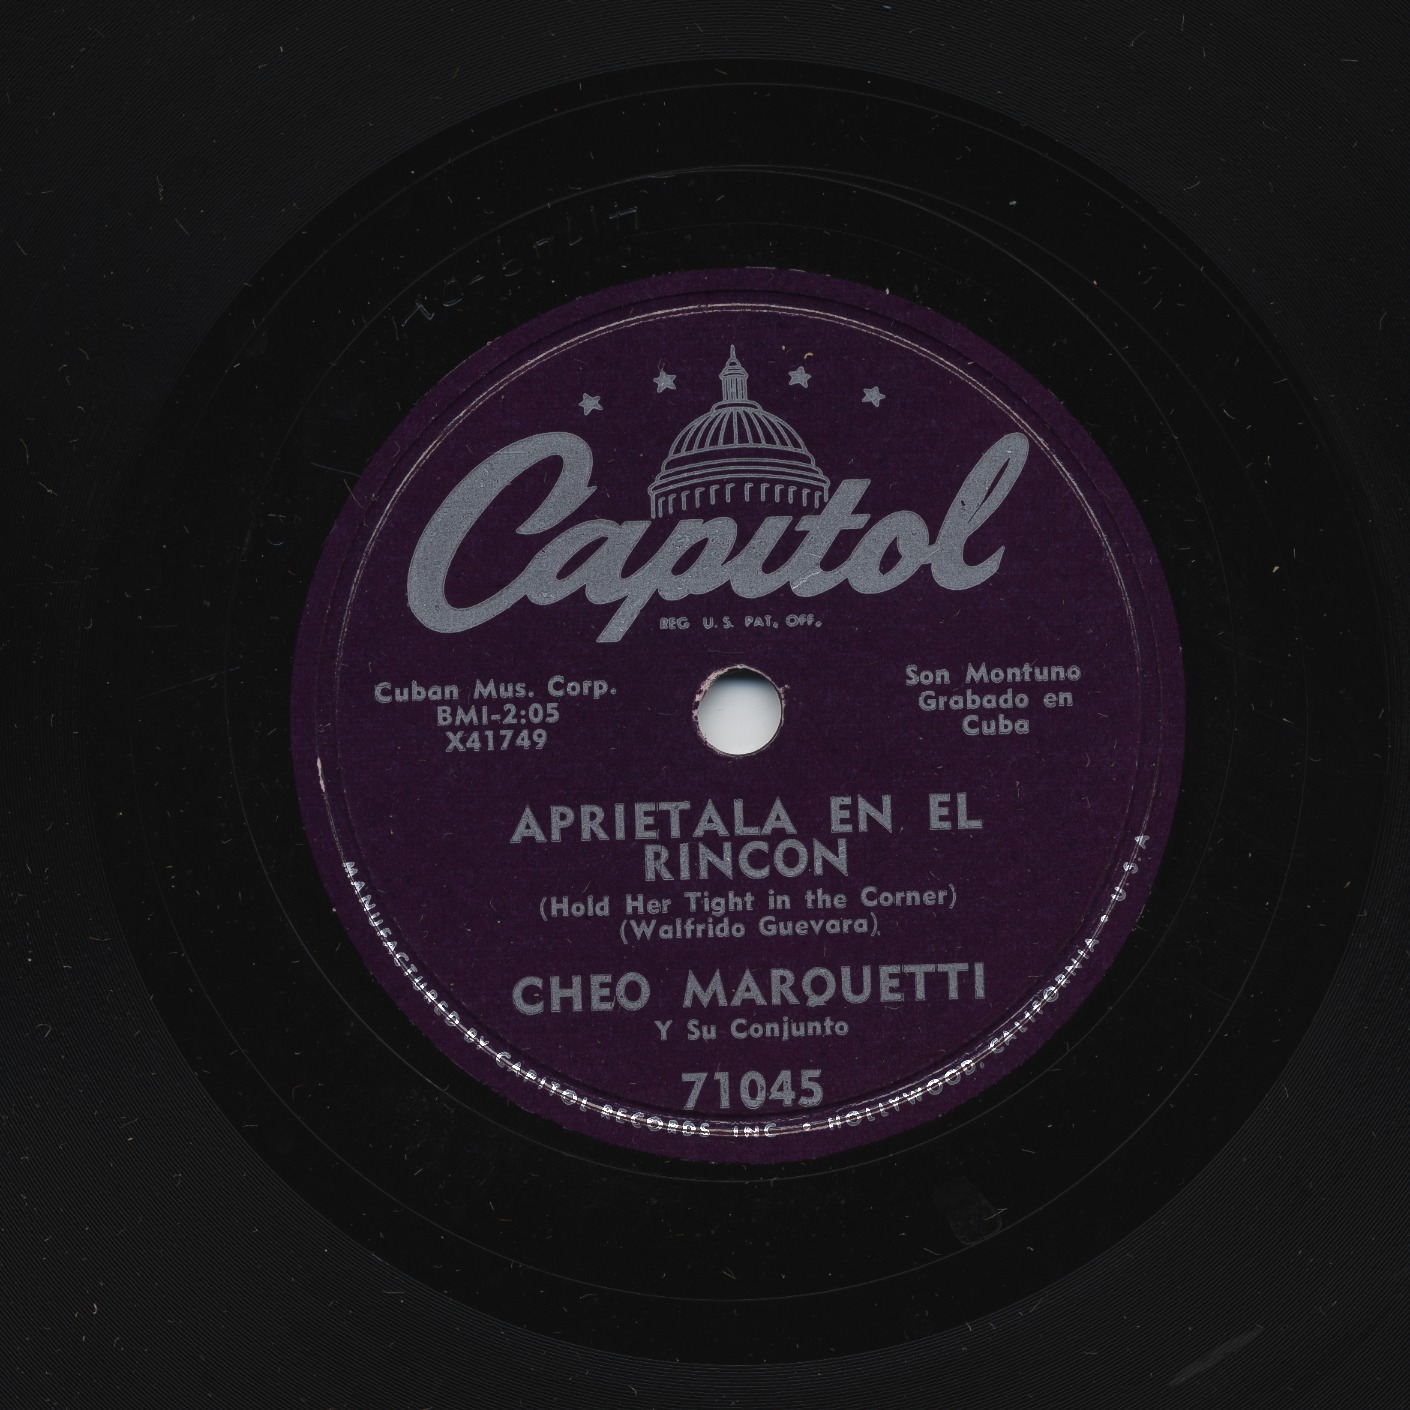 Capitol
REG U.S. PAT. OFF.
Cuban Mus. Corp.
BMI-2:05
X41749
Son Montuno
Grabado en
Cuba
APRIETALA EN EL
RINCON
(Hold Her Tight in the Corner)
(Walfrido Guevara)
CHEO MARQUETTI
Y Su Conjunto
71045
MANUFACTURED BY CAPITOL RECORDS INC • HOLLYWOOD, CALIFORNIA • U.S.A